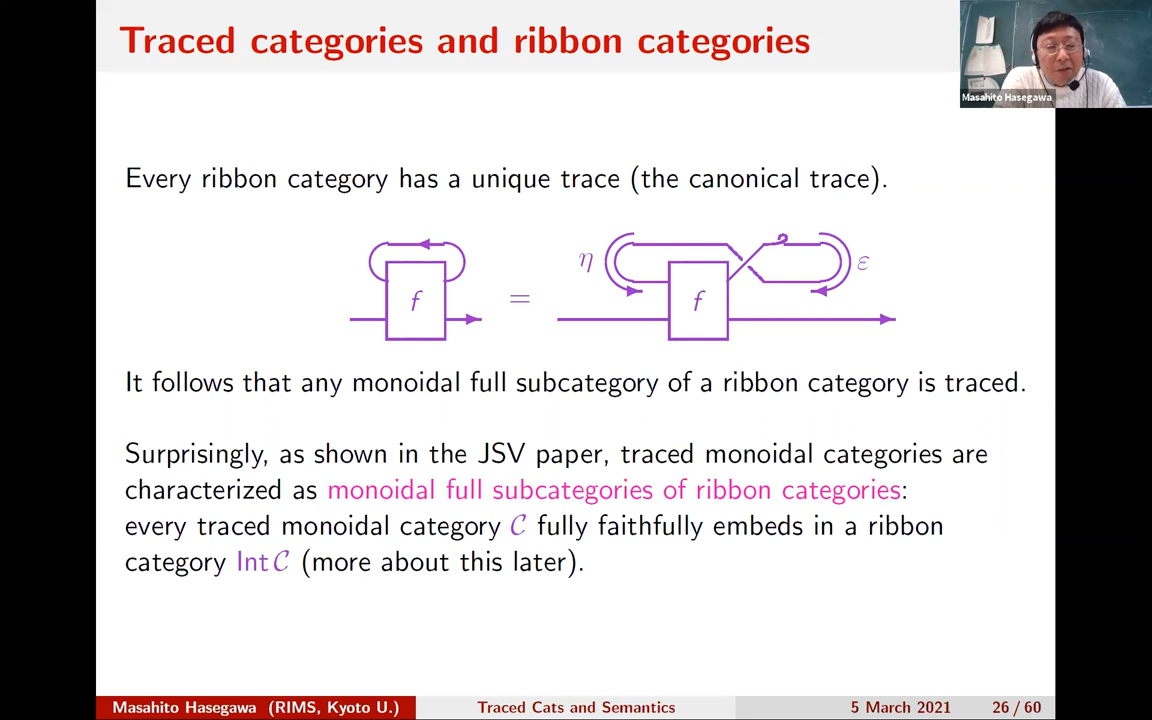 Traced categories and ribbon categories
Masahito Hasegawa
Every ribbon category has a unique trace (the canonical trace).
f
=
η
f
ε
It follows that any monoidal full subcategory of a ribbon category is traced.
Surprisingly, as shown in the JSV paper, traced monoidal categories are
characterized as monoidal full subcategories of ribbon categories:
every traced monoidal category 𝒞 fully faithfully embeds in a ribbon
category Int 𝒞 (more about this later).
Masahito Hasegawa (RIMS, Kyoto U.)
Traced Cats and Semantics
5 March 2021
26 / 60